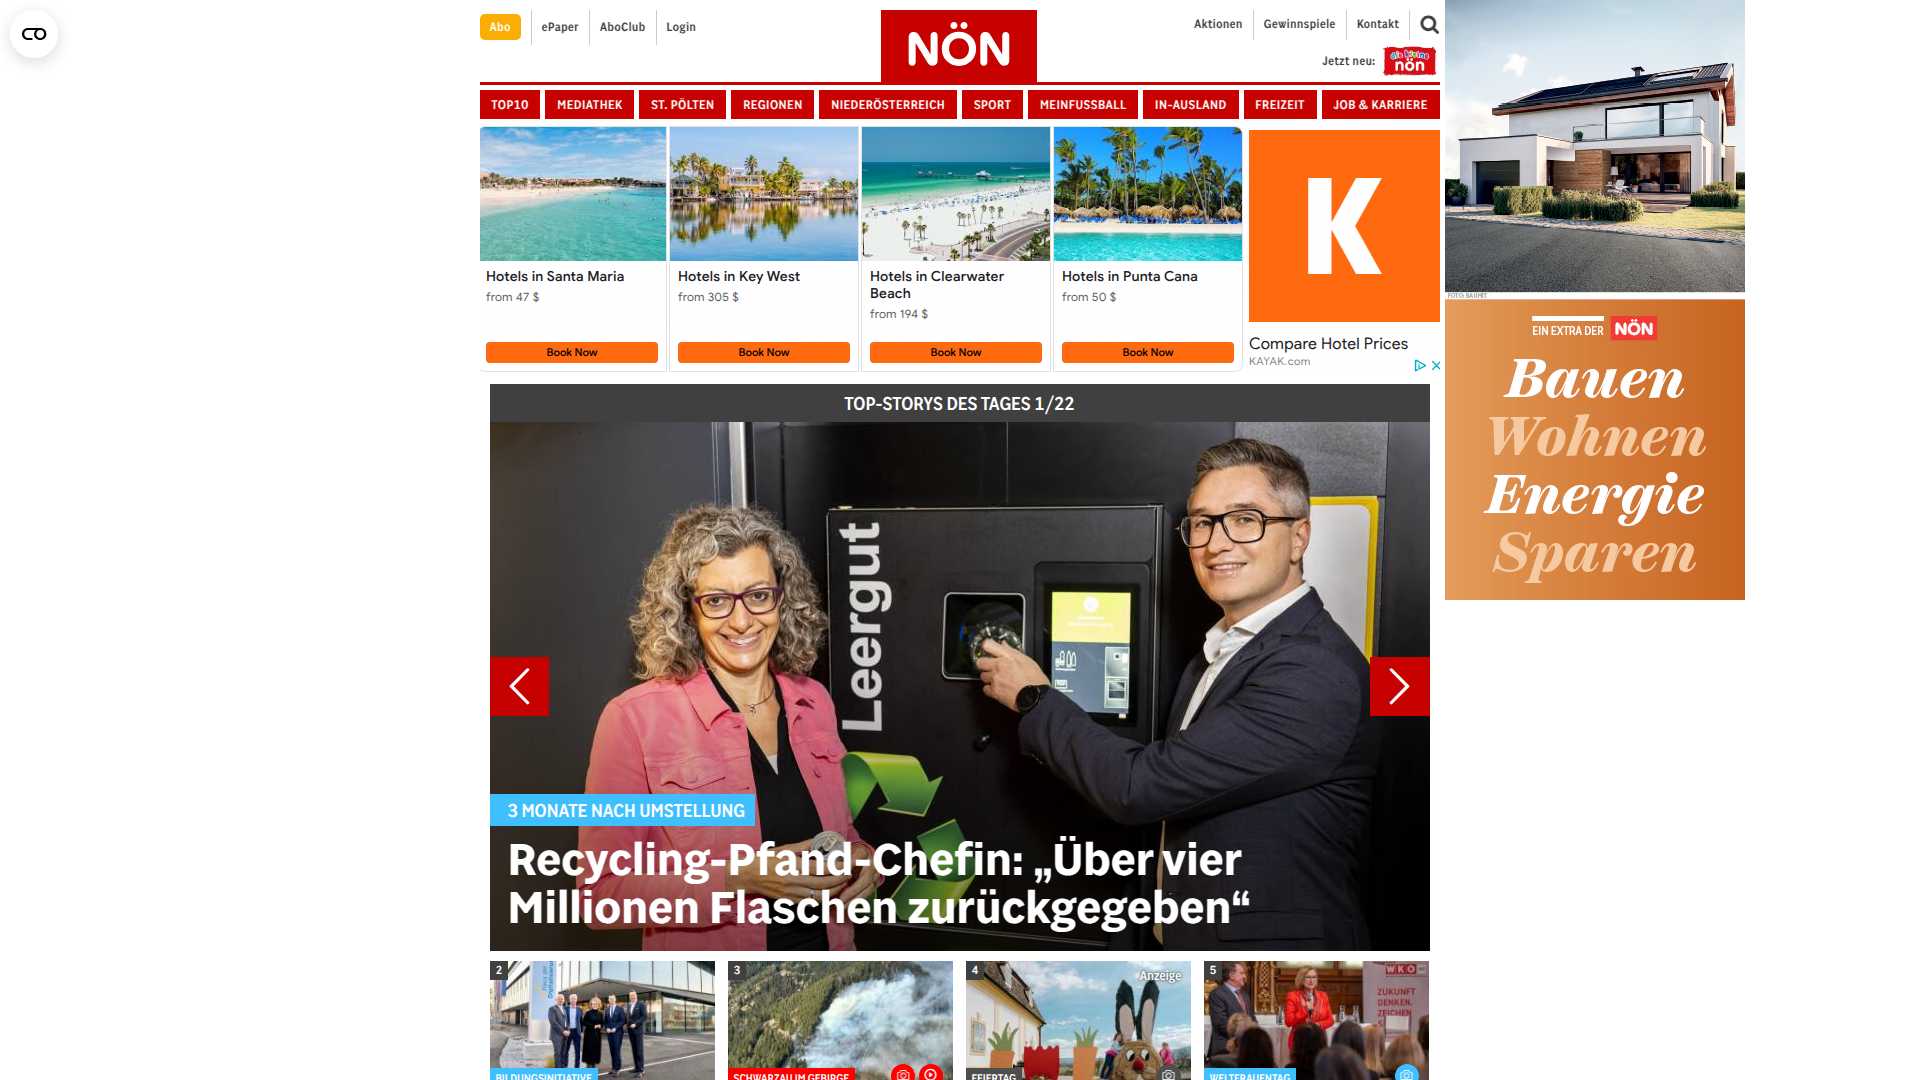 Abo
ePaper
AboClub
Login
NÖN
Aktionen
Gewinnspiele
Kontakt
Jetzt neu:
die kleine
nön
TOP10
MEDIATHEK
ST. PÖLTEN
REGIONEN
NIEDERÖSTERREICH
SPORT
MEINFUSSBALL
IN-AUSLAND
FREIZEIT
JOB & KARRIERE
Hotels in Santa Maria
from 47 $
Book Now
Hotels in Key West
from 305 $
Book Now
Hotels in Clearwater
Beach
from 194 $
Book Now
Hotels in Punta Cana
from 50 $
Book Now
K
Compare Hotel Prices
KAYAK.com
FOTO: BAUMIT
EIN EXTRA DER NÖN
Bauen
Wohnen
Energie
Sparen
TOP-STORYS DES TAGES 1/22
Leergut
3 MONATE NACH UMSTELLUNG
Recycling-Pfand-Chefin: „Über vier
Millionen Flaschen zurückgegeben“
2
BILDUNGSINITIATIVE
3
SCHWARZAU IM GEBIRGE
4
Anzeige
FEIERTAG
5
WKO
ZUKUNFT
DENKEN.
ZEICHEN
WELTFRAUENTAG